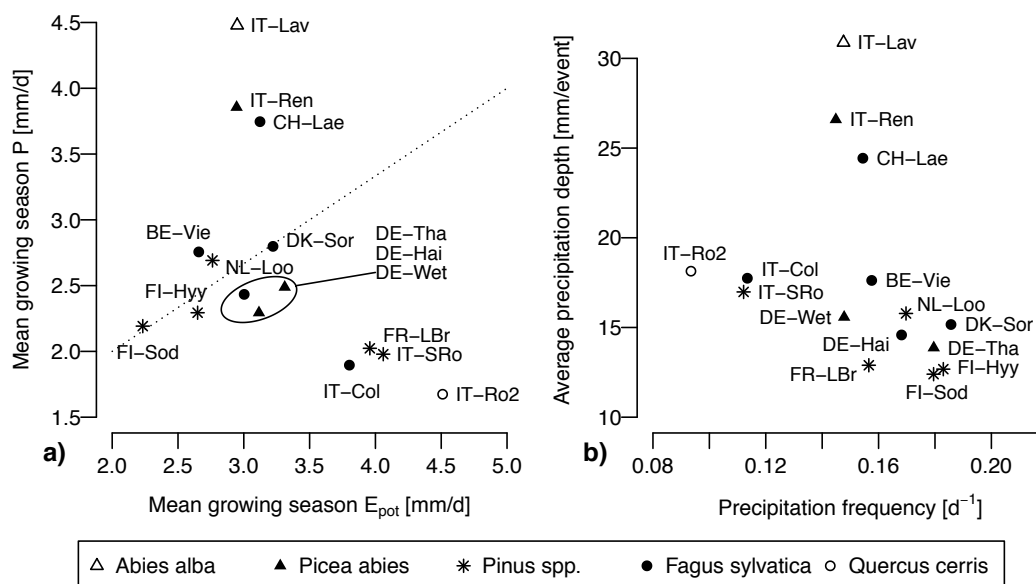 4.5
4.0
3.5
3.0
2.5
2.0
1.5
Mean growing season P [mm/d]
IT−Lav
IT−Ren
CH−Lae
BE−Vie
DK−Sor
NL−Loo
DE−Tha
DE−Hai
DE−Wet
FI−Hyy
FI−Sod
FR−LBr
IT−SRo
IT−Col
IT−Ro2
a)
2.0 2.5 3.0 3.5 4.0 4.5 5.0
Mean growing season Epot [mm/d]
30
25
20
15
10
Average precipitation depth [mm/event]
IT−Lav
IT−Ren
CH−Lae
IT−Ro2
IT−Col
IT−SRo
BE−Vie
NL−Loo
DE−Wet
DK−Sor
DE−Hai
DE−Tha
FR−LBr
FI−Hyy
FI−Sod
b)
0.08 0.12 0.16 0.20
Precipitation frequency [d−1]
Abies alba Picea abies Pinus spp. Fagus sylvatica Quercus cerris